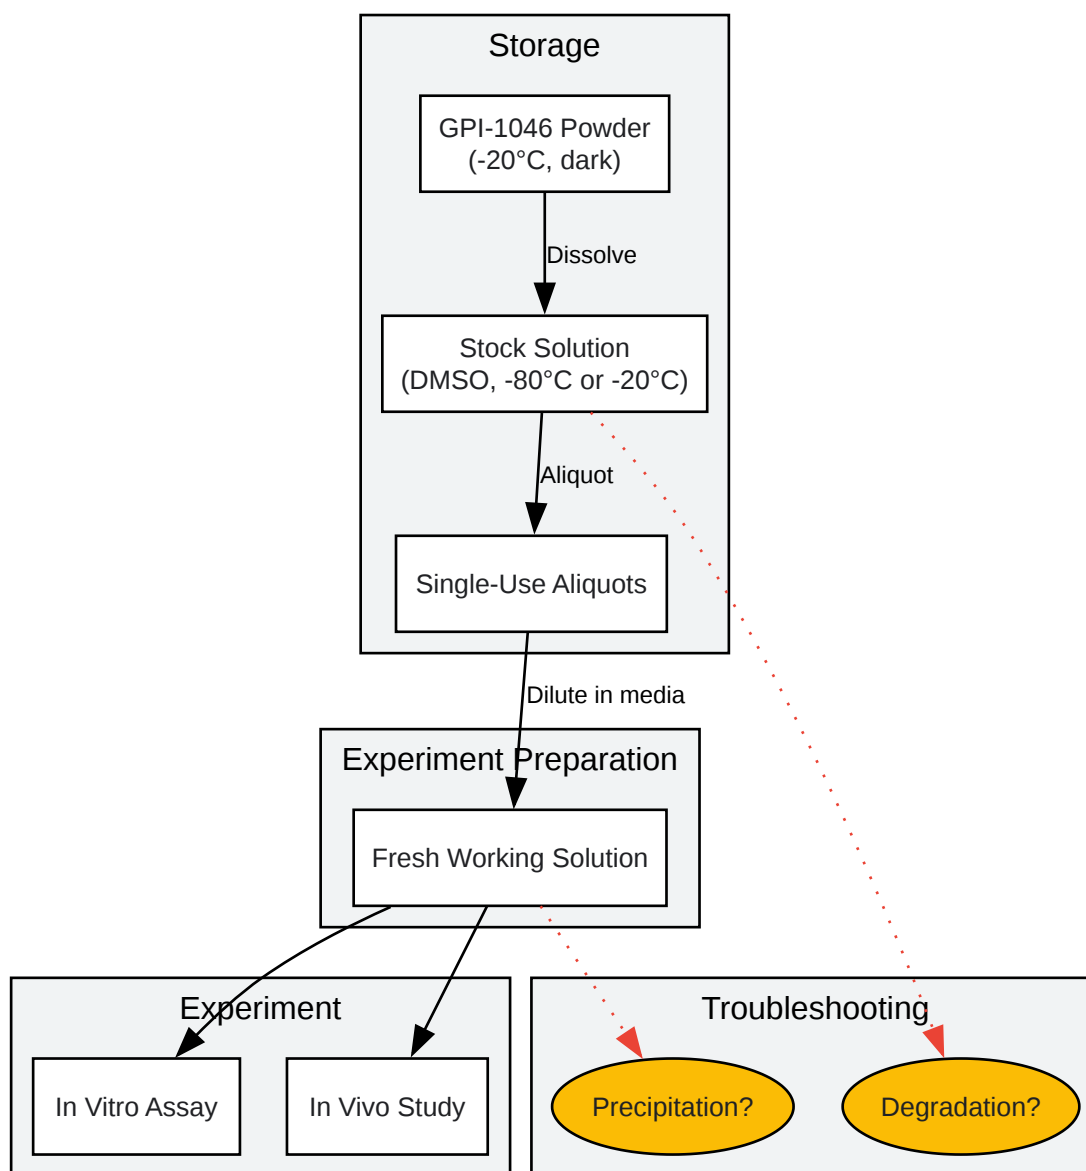 Storage
GPI-1046 Powder
(-20°C, dark)
Dissolve
Stock Solution
(DMSO, -80°C or -20°C)
Aliquot
Single-Use Aliquots
Dilute in media
Experiment Preparation
Fresh Working Solution
Experiment
Troubleshooting
In Vitro Assay
In Vivo Study
Precipitation?
Degradation?